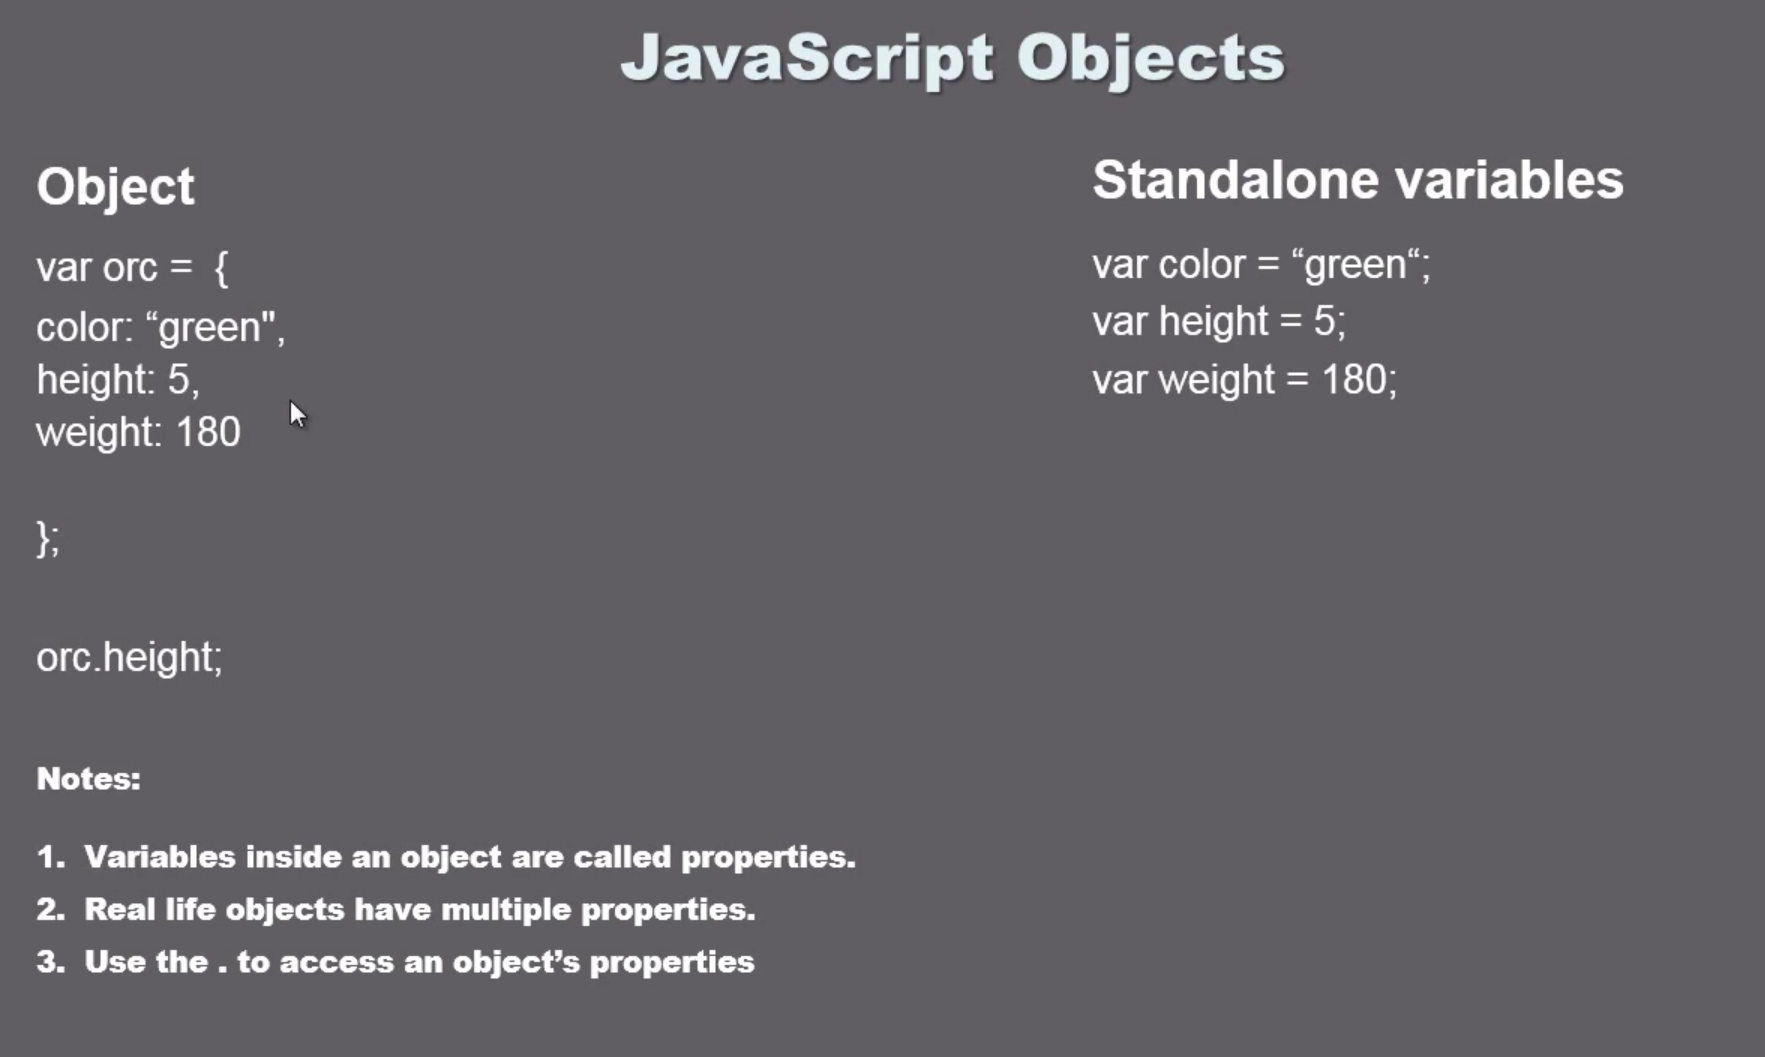 JavaScript Objects
Object
var orc =  {
color: “green",
height: 5,
weight: 180
};
orc.height;
Notes:
1. Variables inside an object are called properties.
2. Real life objects have multiple properties.
3. Use the . to access an object’s properties
Standalone variables
var color = “green“;
var height = 5;
var weight = 180;